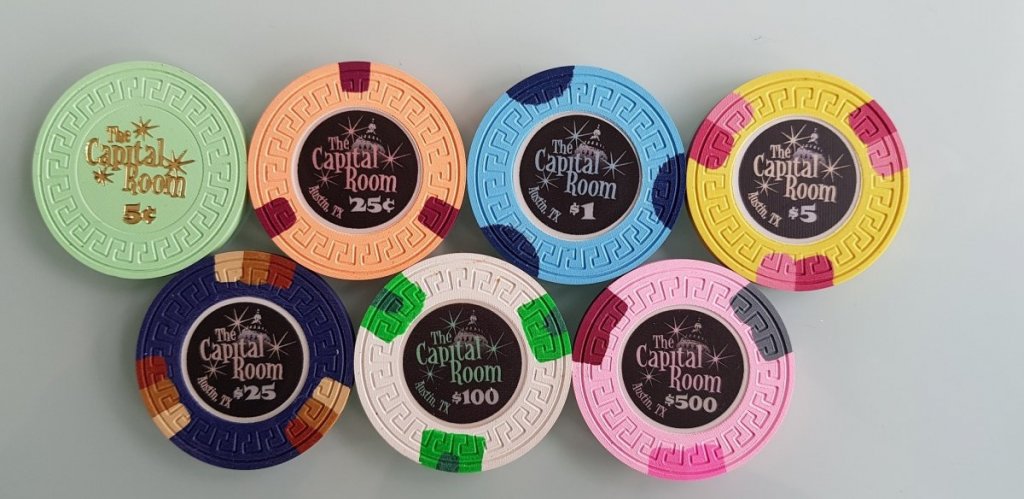 The
Capital
Room
5¢
The
Capital
Room
Austin, TX
25¢
The
Capital
Room
Austin, TX
$1
The
Capital
Room
Austin, TX
$5
The
Capital
Room
Austin, TX
$25
The
Capital
Room
Austin, TX
$100
The
Capital
Room
Austin, TX
$500